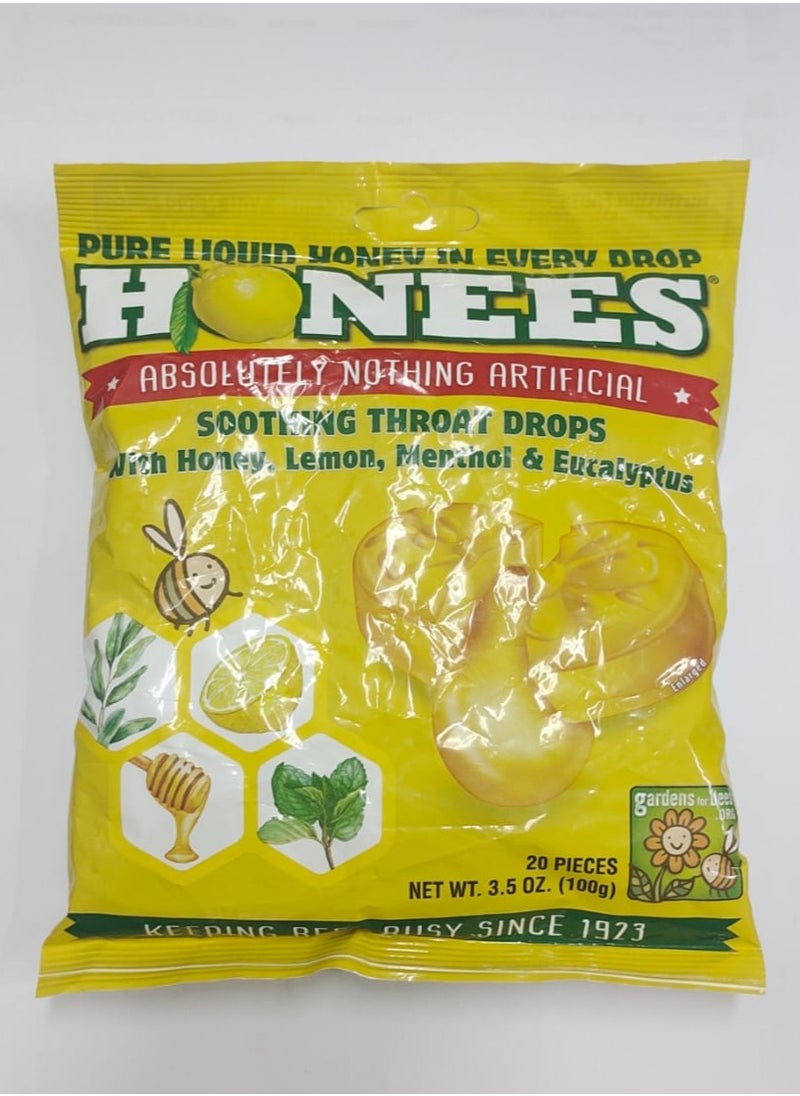 PURE LIQUID HONEY IN EVERY DROP
HONEES®
ABSOLUTELY NOTHING ARTIFICIAL
SOOTHING THROAT DROPS
With Honey, Lemon, Menthol & Eucalyptus
Enlarged
gardens for bees
.ORG
20 PIECES
NET WT. 3.5 OZ. (100g)
KEEPING BEES BUSY SINCE 1923